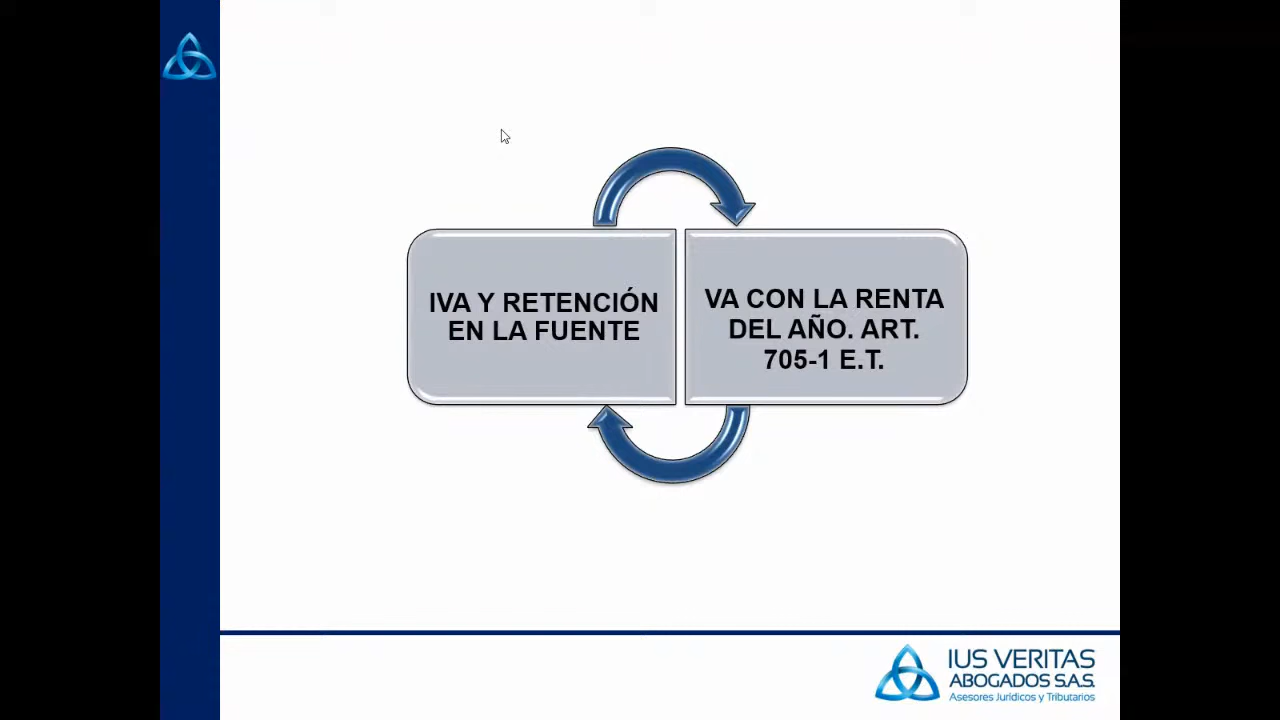 IVA Y RETENCIÓN
EN LA FUENTE
VA CON LA RENTA
DEL AÑO. ART.
705-1 E.T.
IUS VERITAS
ABOGADOS S.A.S.
Asesores Jurídicos y Tributarios